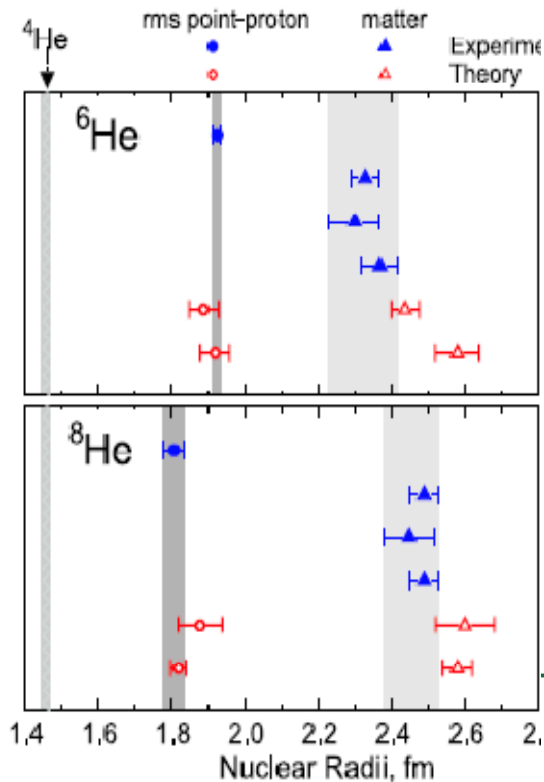 rms point-proton matter
⁴He
Experime
Theory
⁶He
⁸He
1,4 1,6 1,8 2,0 2,2 2,4 2,6 2,
Nuclear Radii, fm